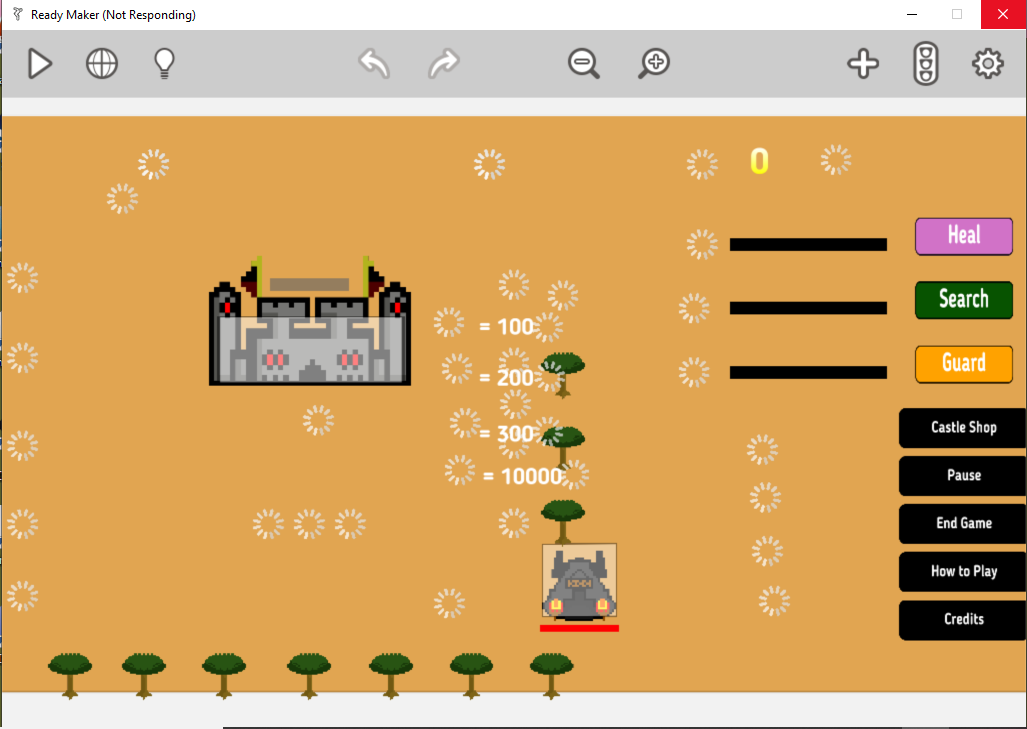 Ready Maker (Not Responding)
0
Heal
Search
Guard
= 100
= 200
= 300
= 10000
Castle Shop
Pause
End Game
How to Play
Credits